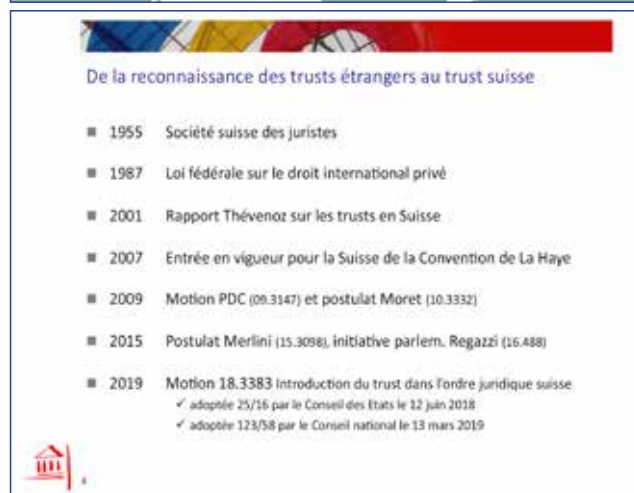 De la reconnaissance des trusts étrangers au trust suisse
■ 1955 Société suisse des juristes
■ 1987 Loi fédérale sur le droit international privé
■ 2001 Rapport Thévenoz sur les trusts en Suisse
■ 2007 Entrée en vigueur pour la Suisse de la Convention de La Haye
■ 2009 Motion PDC (09.3147) et postulat Moret (10.3332)
■ 2015 Postulat Merlini (15.3098), initiative parlem. Regazzi (16.488)
■ 2019 Motion 18.3383 Introduction du trust dans l'ordre juridique suisse
✓ adoptée 25/16 par le Conseil des Etats le 12 juin 2018
✓ adoptée 123/58 par le Conseil national le 13 mars 2019